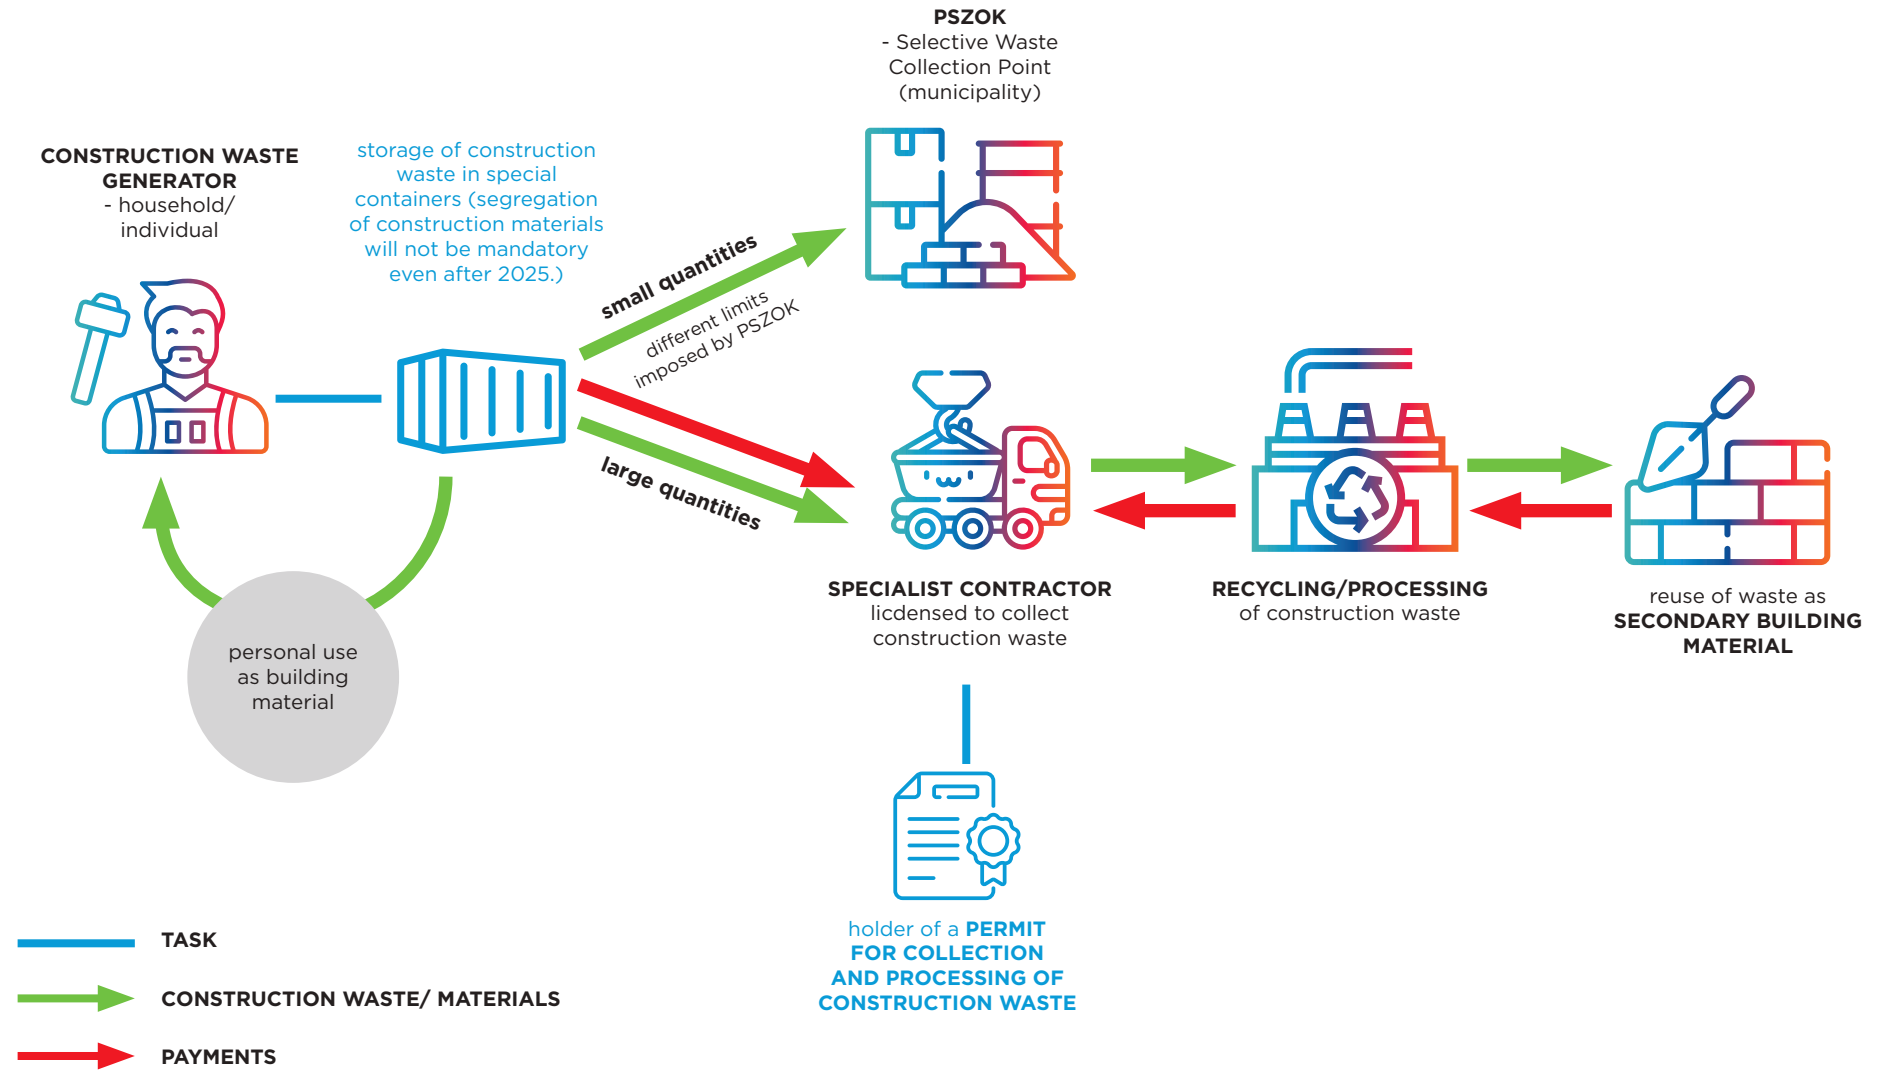 PSZOK
- Selective Waste
Collection Point
(municipality)
CONSTRUCTION WASTE
GENERATOR
- household/
individual
storage of construction
waste in special
containers (segregation
of construction materials
will not be mandatory
even after 2025.)
small quantities
different limits
imposed by PSZOK
large quantities
SPECIALIST CONTRACTOR
licdensed to collect
construction waste
RECYCLING/PROCESSING
of construction waste
reuse of waste as
SECONDARY BUILDING
MATERIAL
personal use
as building
material
holder of a PERMIT
FOR COLLECTION
AND PROCESSING OF
CONSTRUCTION WASTE
TASK
CONSTRUCTION WASTE/ MATERIALS
PAYMENTS